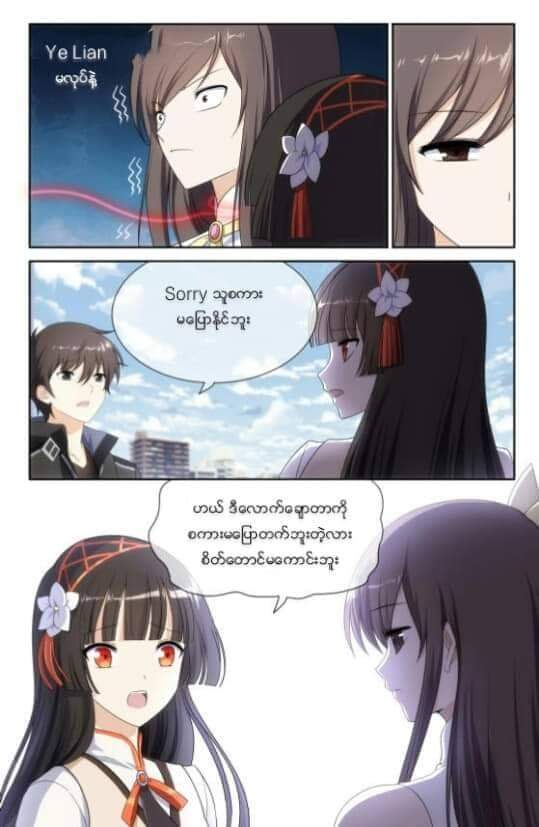 Ye Lian
မလုပ်နဲ့
Sorry သူစကား
မပြောနိုင်ဘူး
ဟယ် ဒီလောက်ချောတာကို
စကားမပြောတက်ဘူးတဲ့လား
စိတ်တောင်မကောင်းဘူး